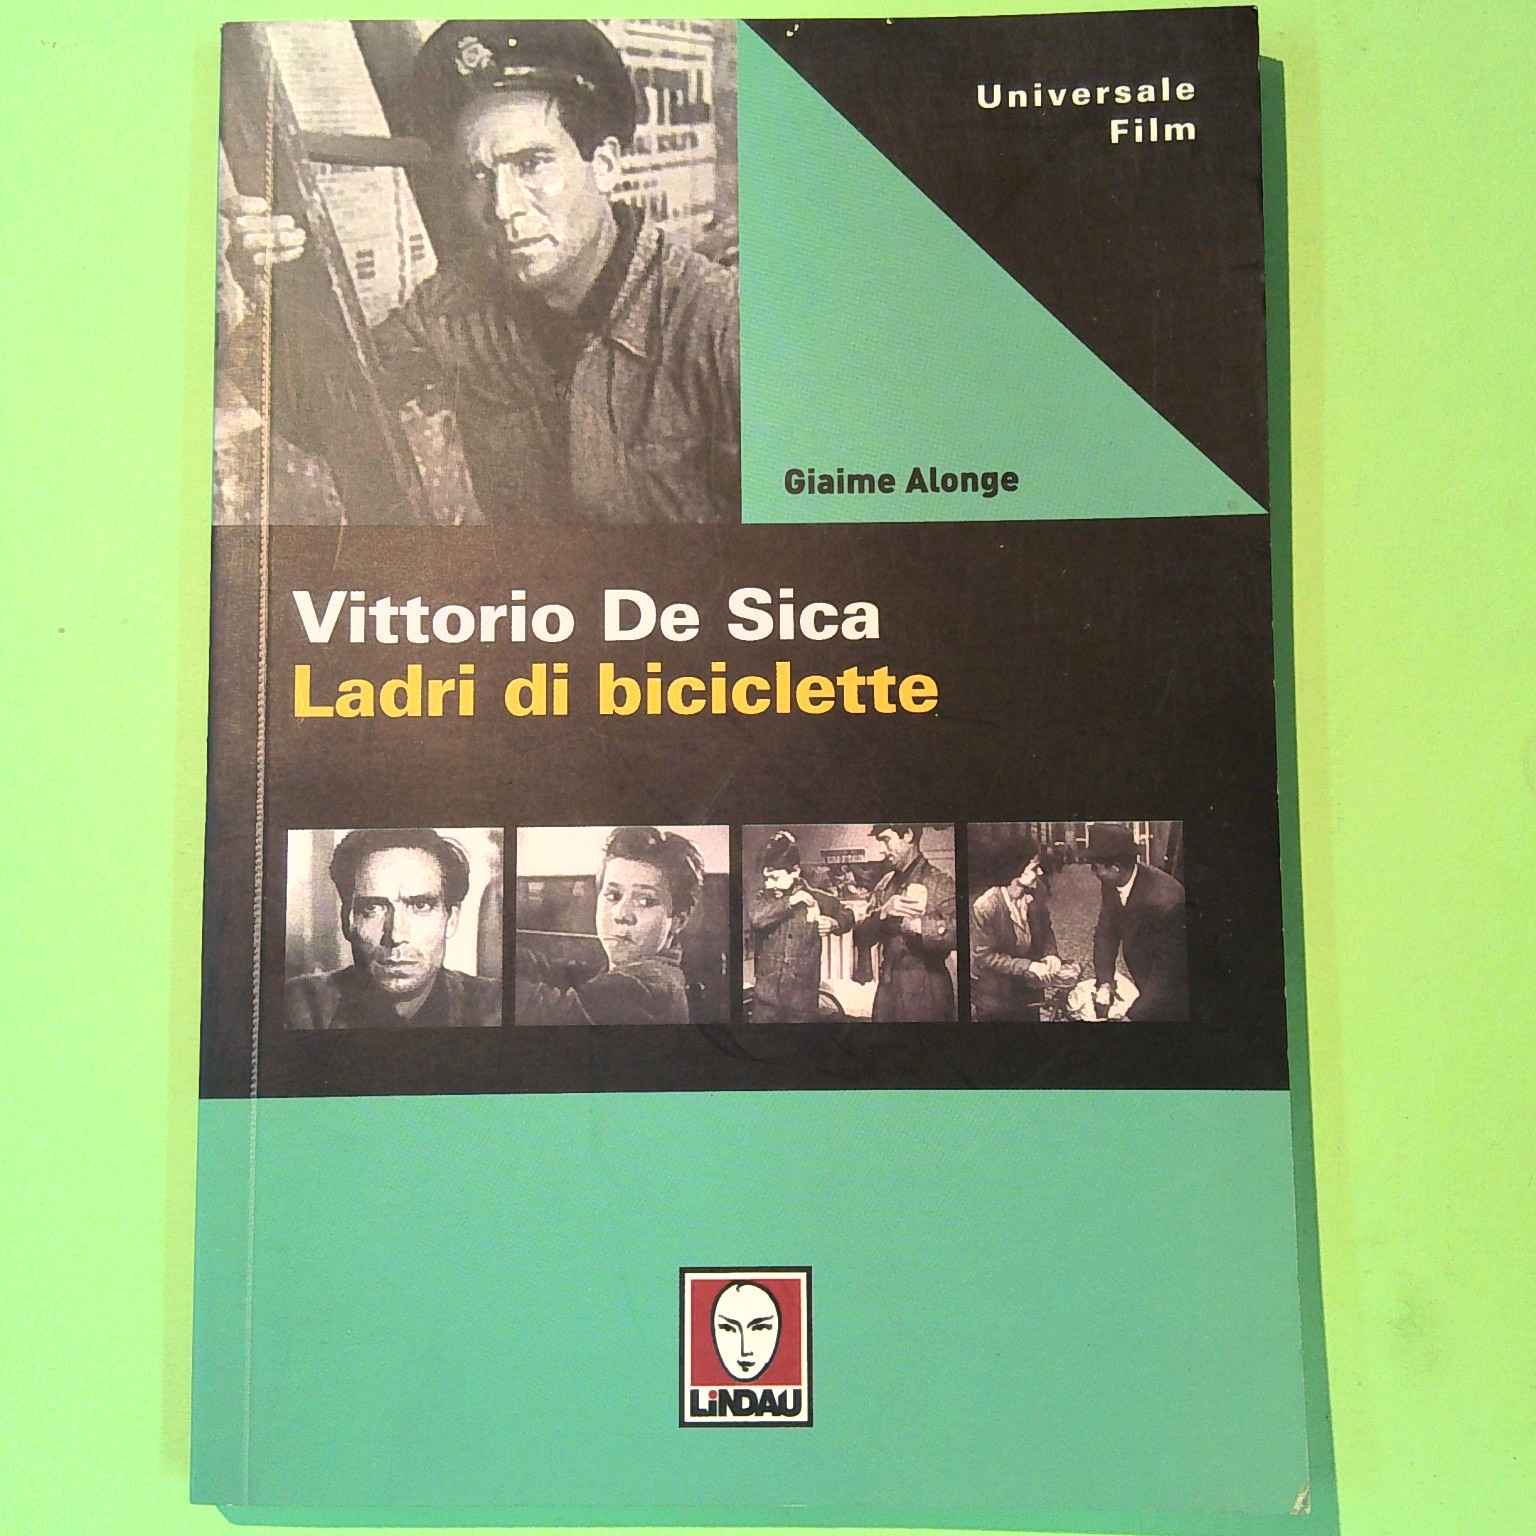 Universale
Film
Giaime Alonge
Vittorio De Sica
Ladri di biciclette
LiNDAU